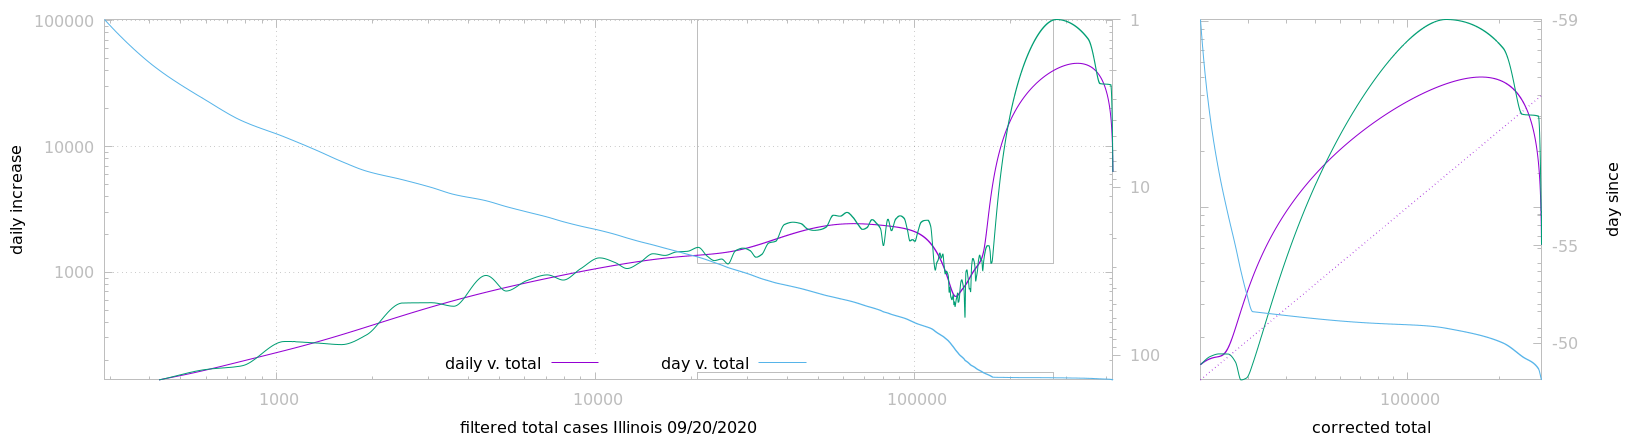 100000
10000
1000
daily increase
1
10
100
daily v. total
day v. total
1000
10000
100000
filtered total cases Illinois 09/20/2020
-59
-55
-50
day since
100000
corrected total